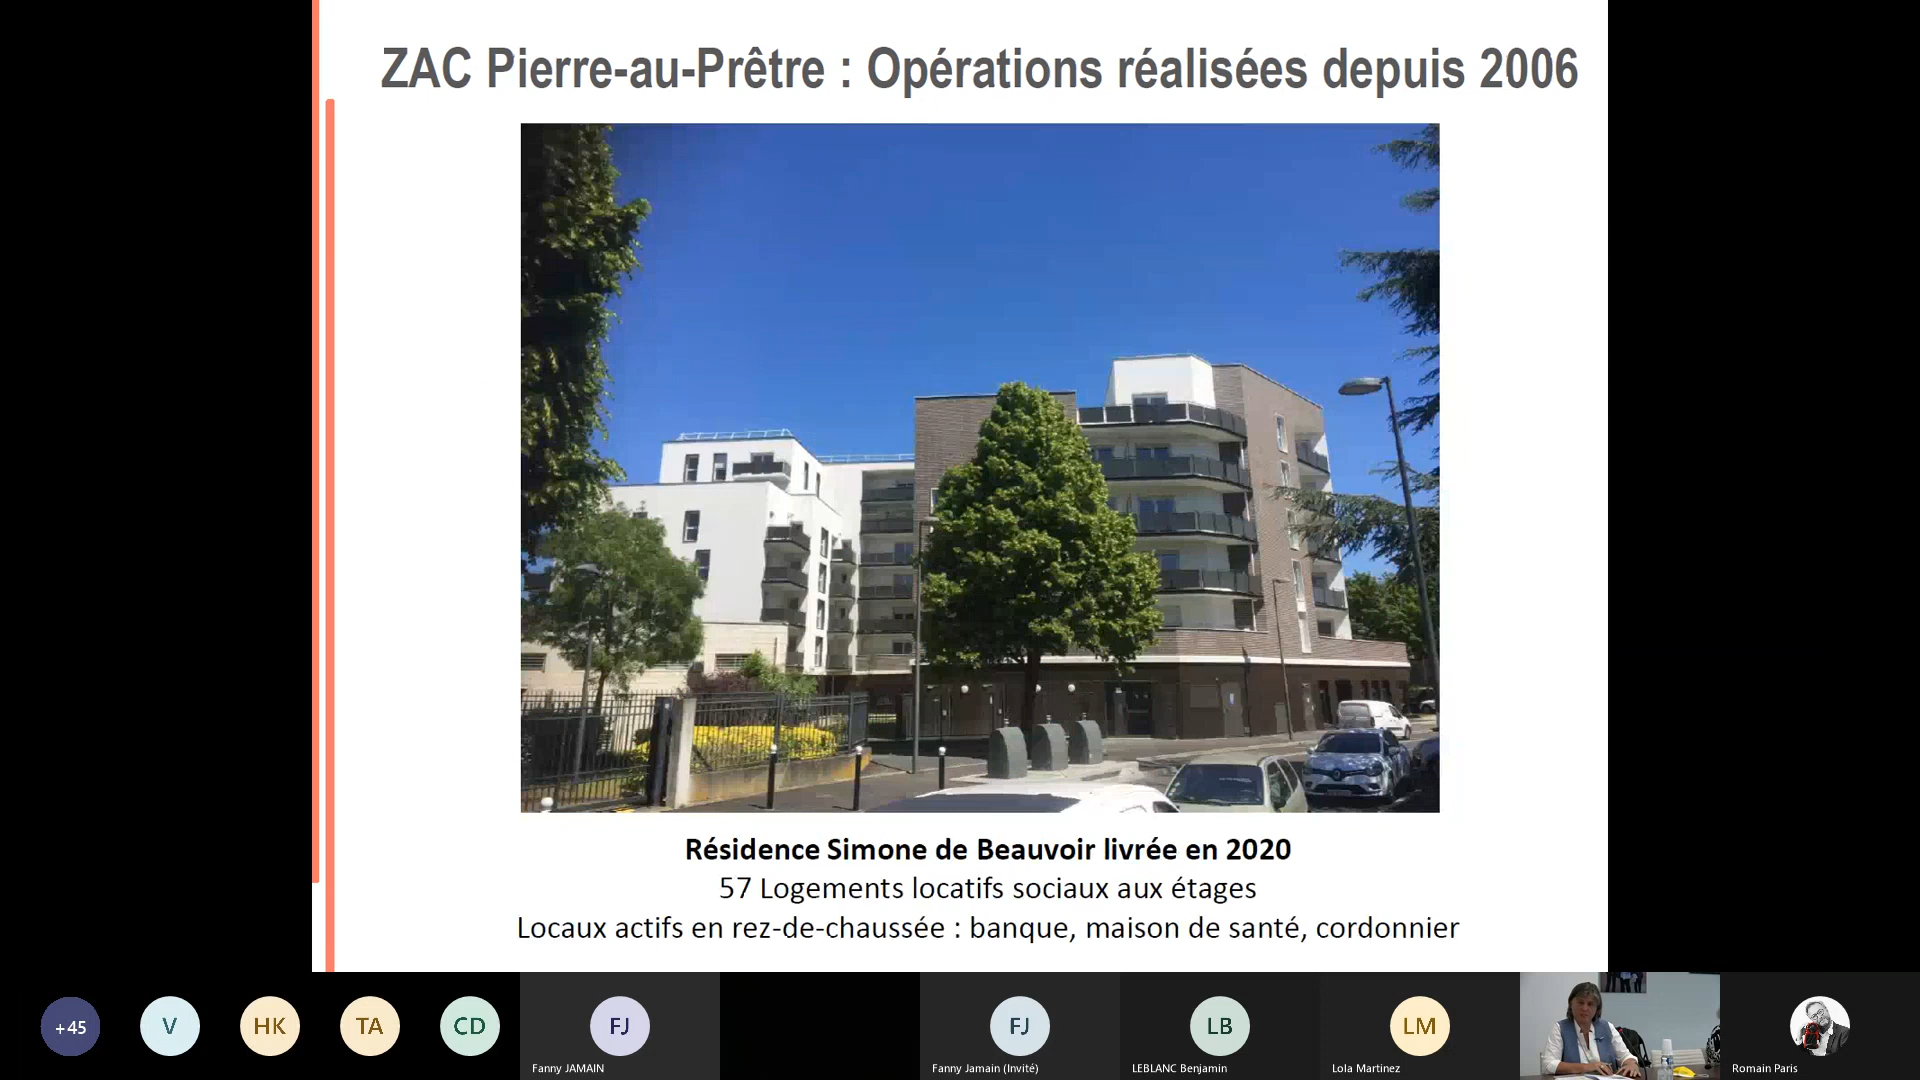 ZAC Pierre-au-Prêtre : Opérations réalisées depuis 2006
Résidence Simone de Beauvoir livrée en 2020
57 Logements locatifs sociaux aux étages
Locaux actifs en rez-de-chaussée : banque, maison de santé, cordonnier
+45
V
HK
TA
CD
FJ
Fanny JAMAIN
FJ
Fanny Jamain (Invité)
LB
LEBLANC Benjamin
LM
Lola Martinez
Romain Paris